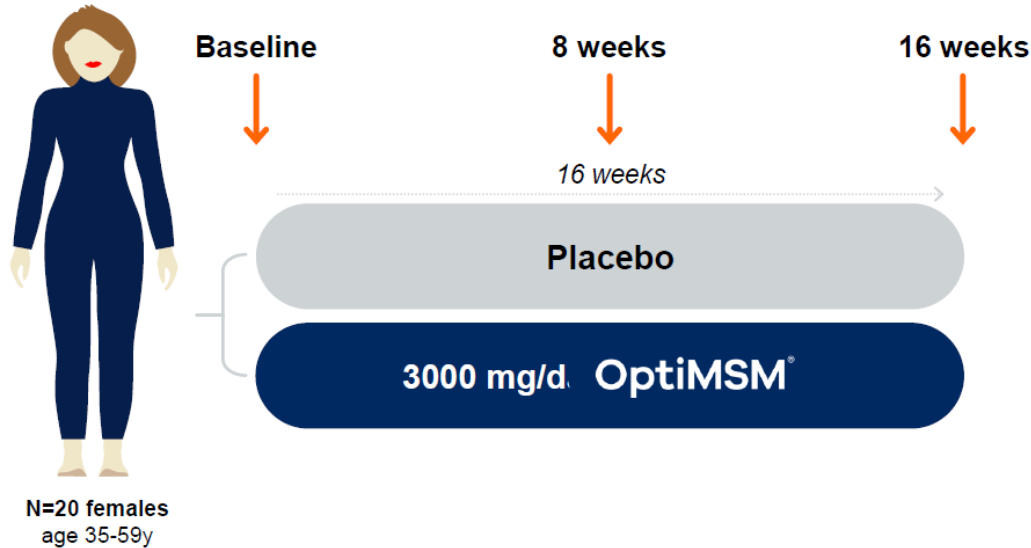 Baseline
8 weeks
16 weeks
16 weeks
Placebo
3000 mg/d. OptiMSM®
N=20 females
age 35-59y